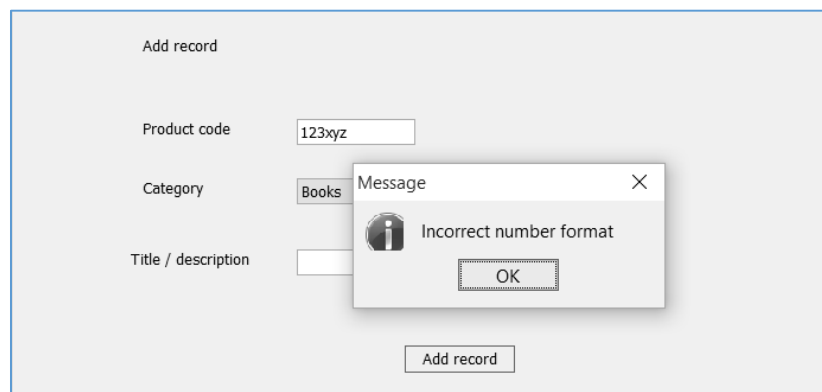 Add record
Product code
123xyz
Category
Books
Message
Incorrect number format
OK
Title / description
Add record